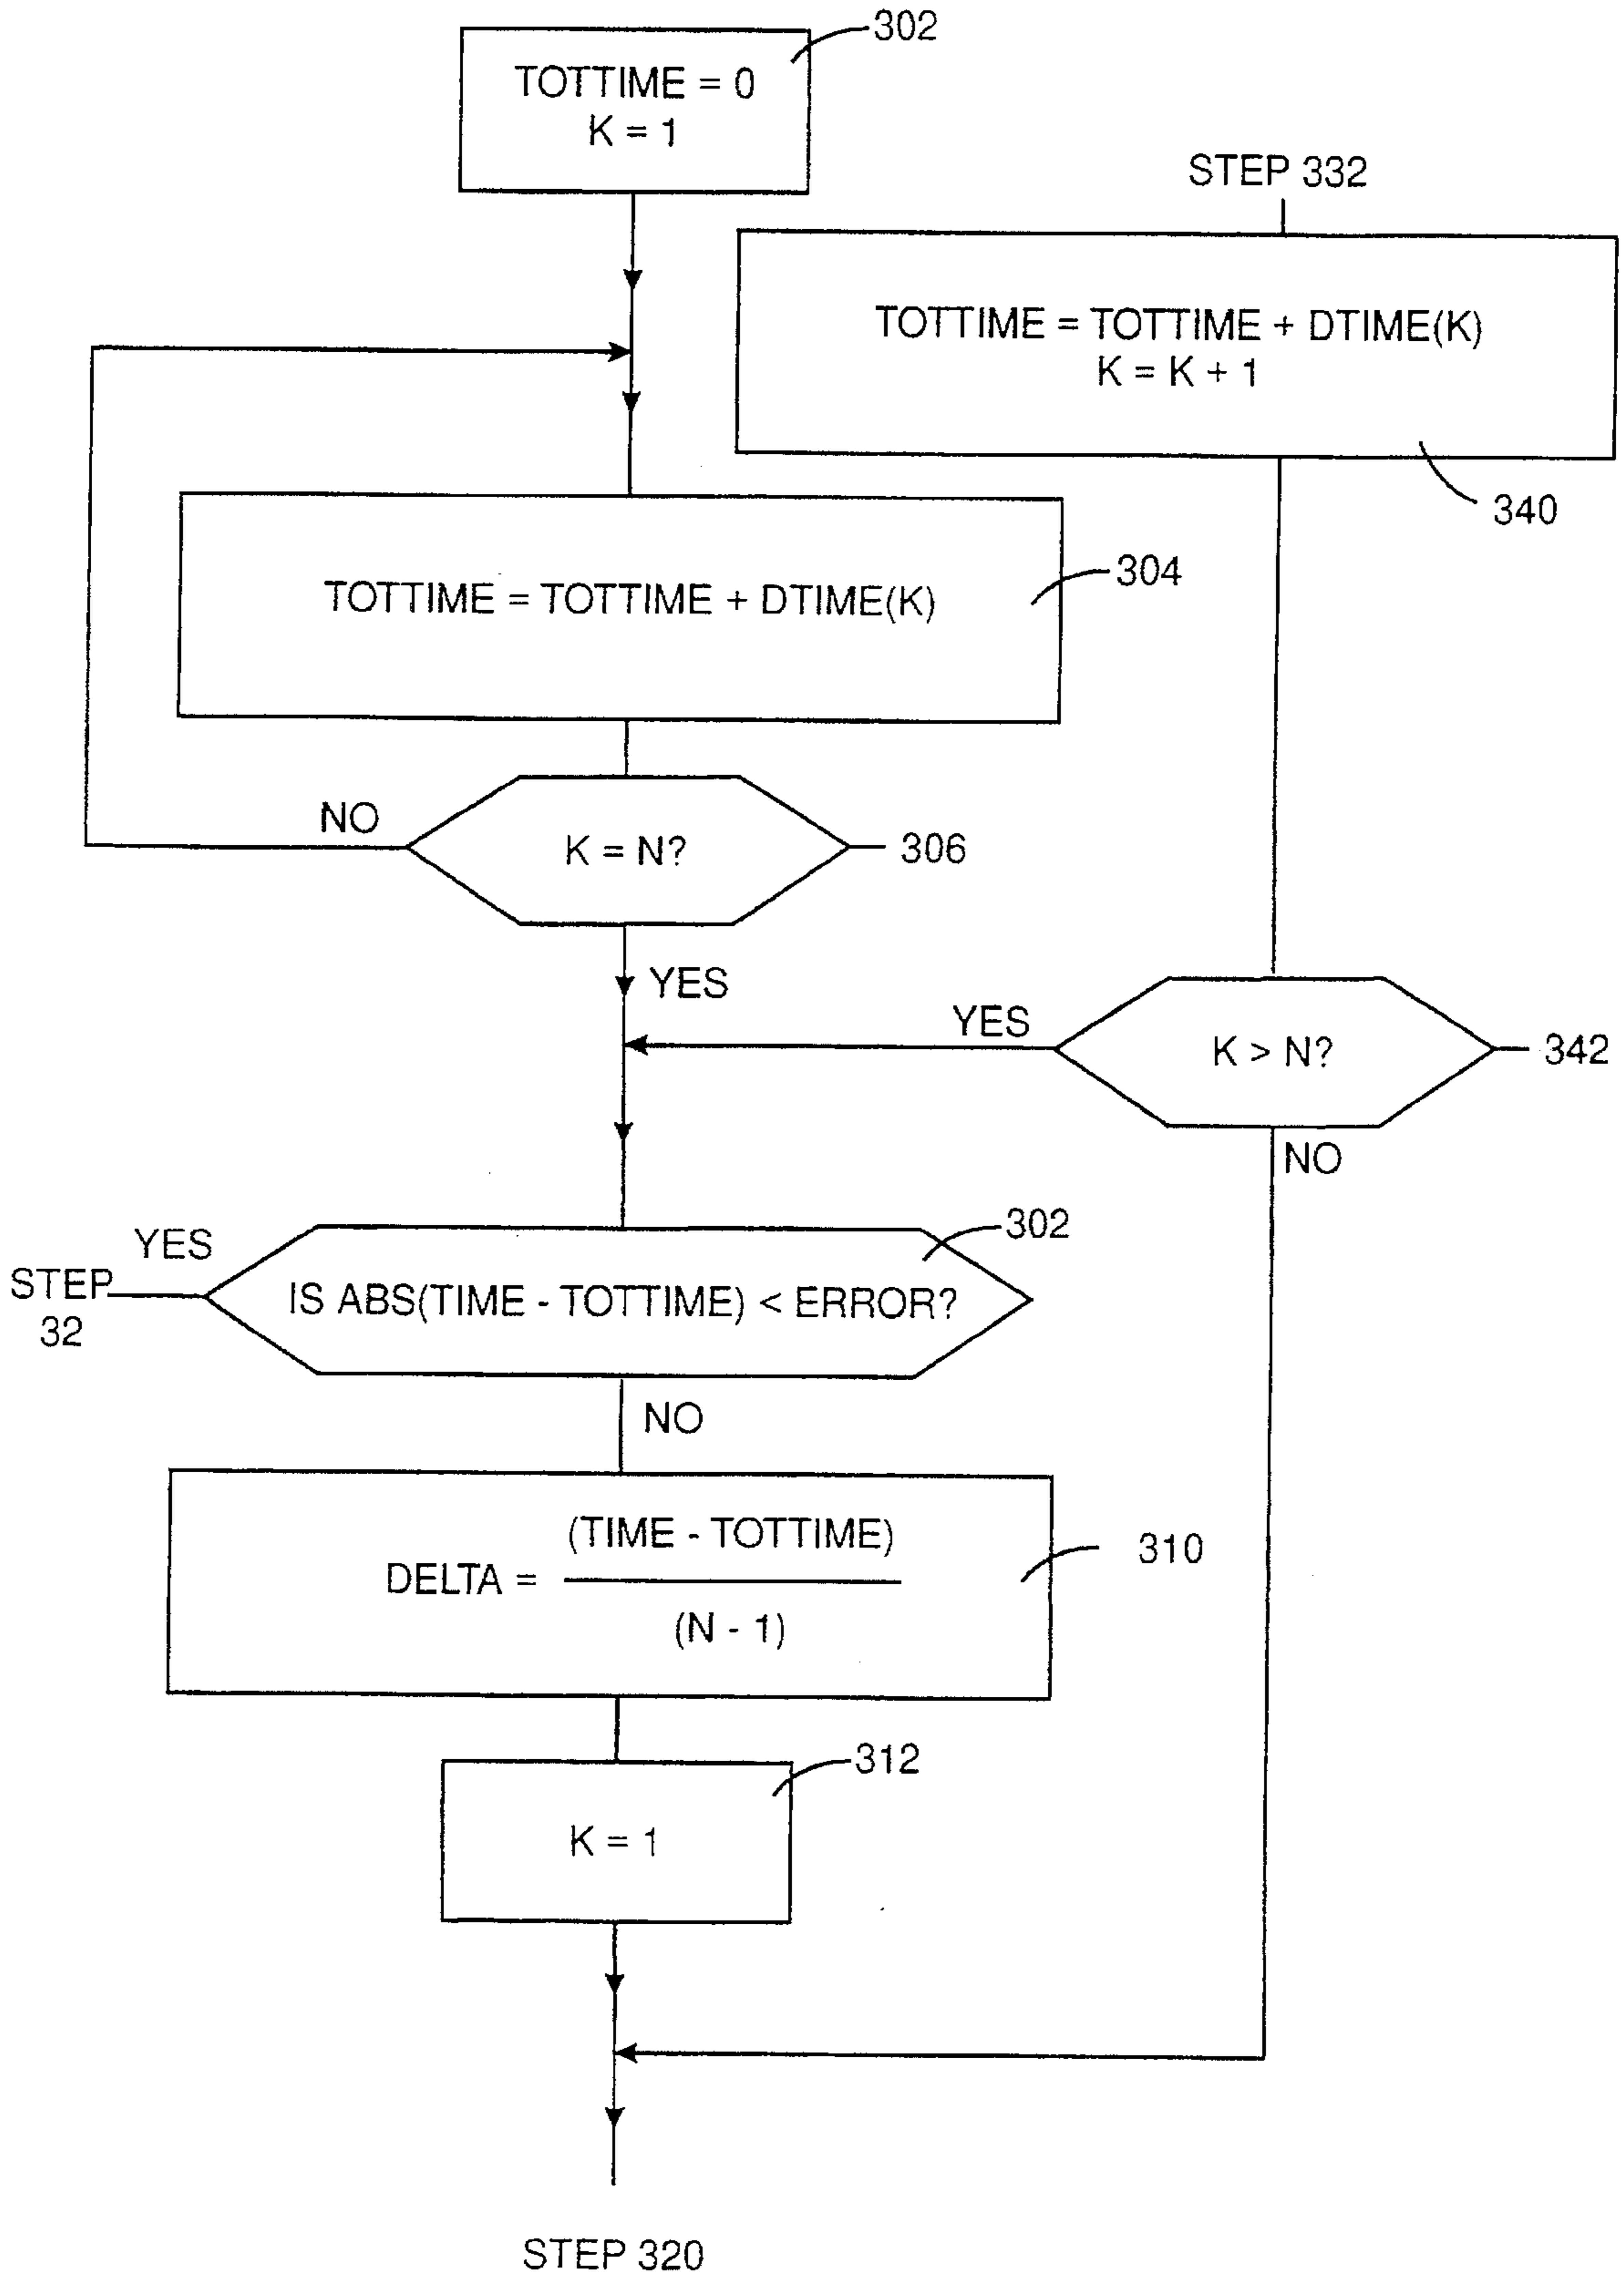 302
TOTTIME = 0
K = 1
STEP 332
TOTTIME = TOTTIME + DTIME(K)
K = K + 1
340
304
TOTTIME = TOTTIME + DTIME(K)
NO
K = N?
306
YES
YES
K > N?
342
NO
302
YES
STEP
32
IS ABS(TIME - TOTTIME) < ERROR?
NO
(TIME - TOTTIME)
DELTA =
(N - 1)
310
312
K = 1
STEP 320